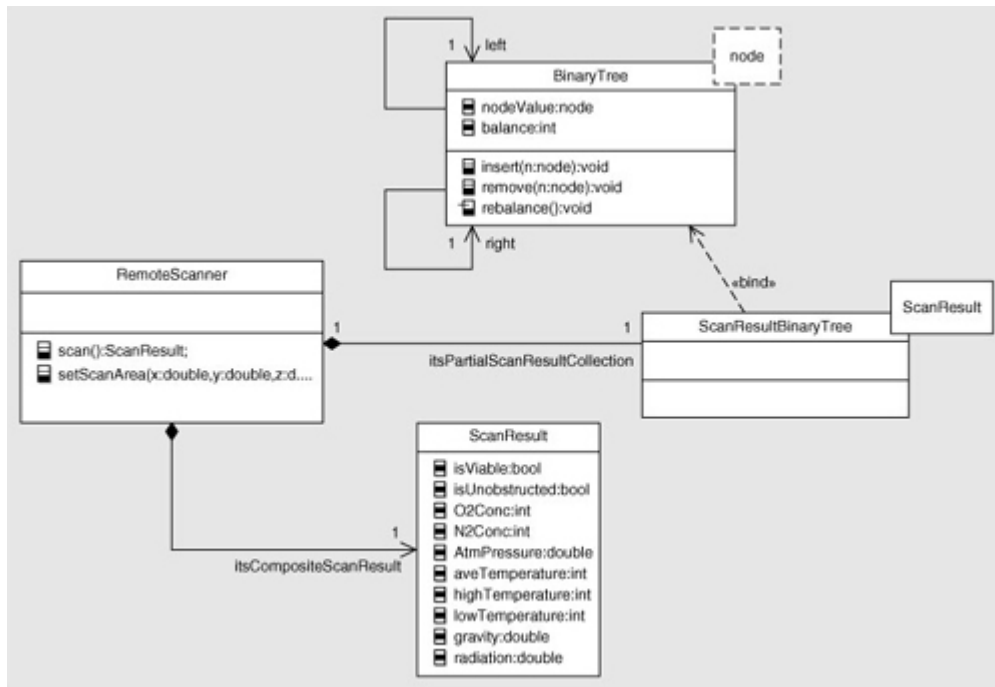 1
left
node
BinaryTree
nodeValue:node
balance:int
insert(n:node):void
remove(n:node):void
rebalance():void
1
right
«bind»
RemoteScanner
scan():ScanResult;
setScanArea(x:double,y:double,z:d....
1
1
itsPartialScanResultCollection
ScanResult
ScanResultBinaryTree
1
itsCompositeScanResult
ScanResult
isViable:bool
isUnobstructed:bool
O2Conc:int
N2Conc:int
AtmPressure:double
aveTemperature:int
highTemperature:int
lowTemperature:int
gravity:double
radiation:double